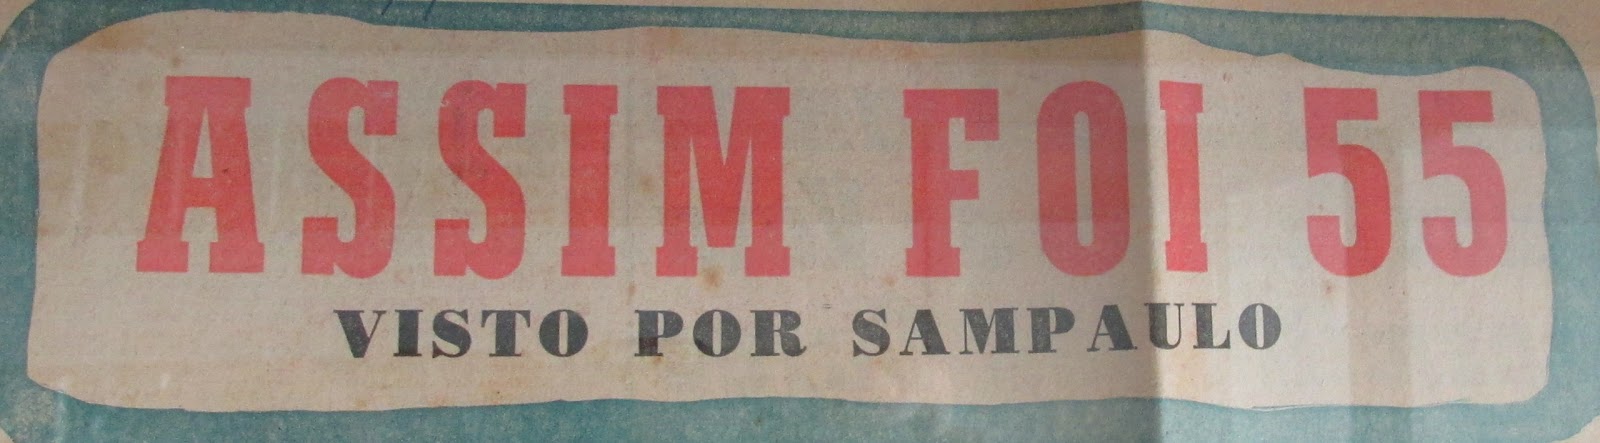 ASSIM FOI 55
VISTO POR SAMPAULO